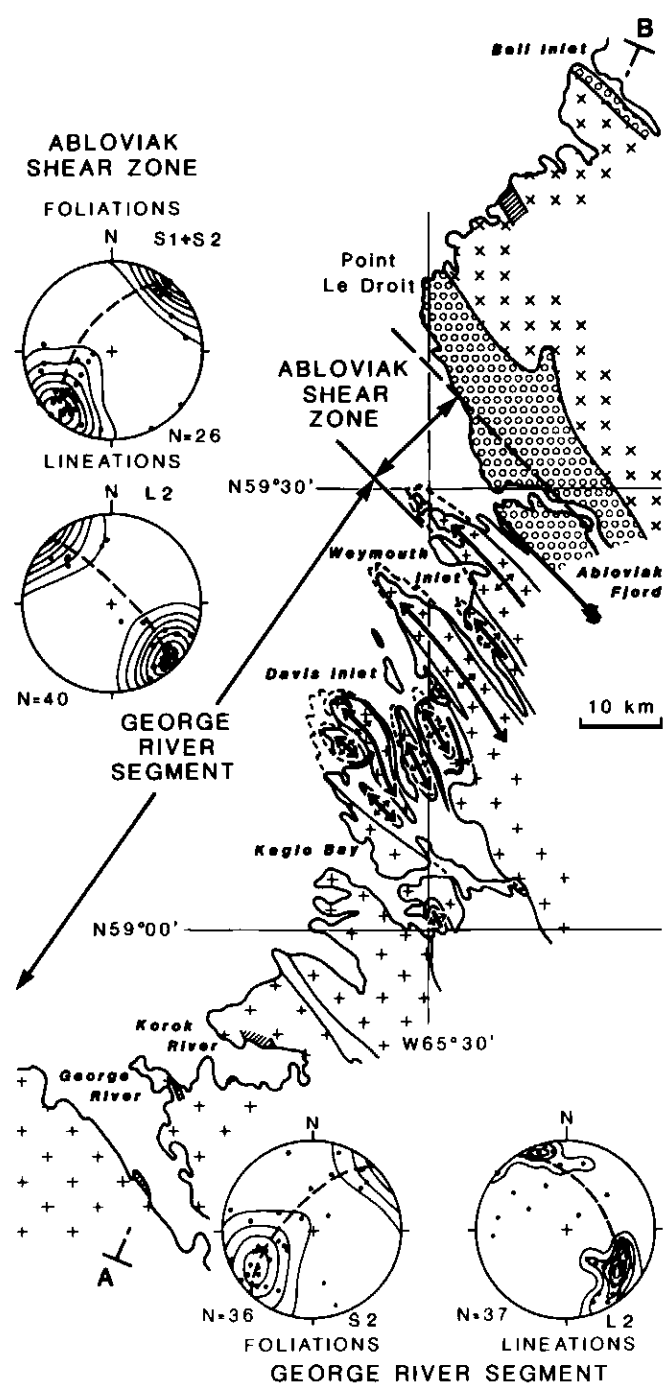 B
Bell Inlet
ABLOVIAK
SHEAR ZONE
FOLIATIONS
N
S1+S2
N=26
Point
Le Droit
ABLOVIAK
SHEAR
ZONE
LINEATIONS
N
L2
N=40
N59°30'
Weymouth
Inlet
Abloviak
Fjord
Davis Inlet
10 km
GEORGE
RIVER
SEGMENT
Keglo Bay
N59°00'
Korok
River
W65°30'
George
River
A
N
N=36
S2
FOLIATIONS
N
N=37
L2
LINEATIONS
GEORGE RIVER SEGMENT